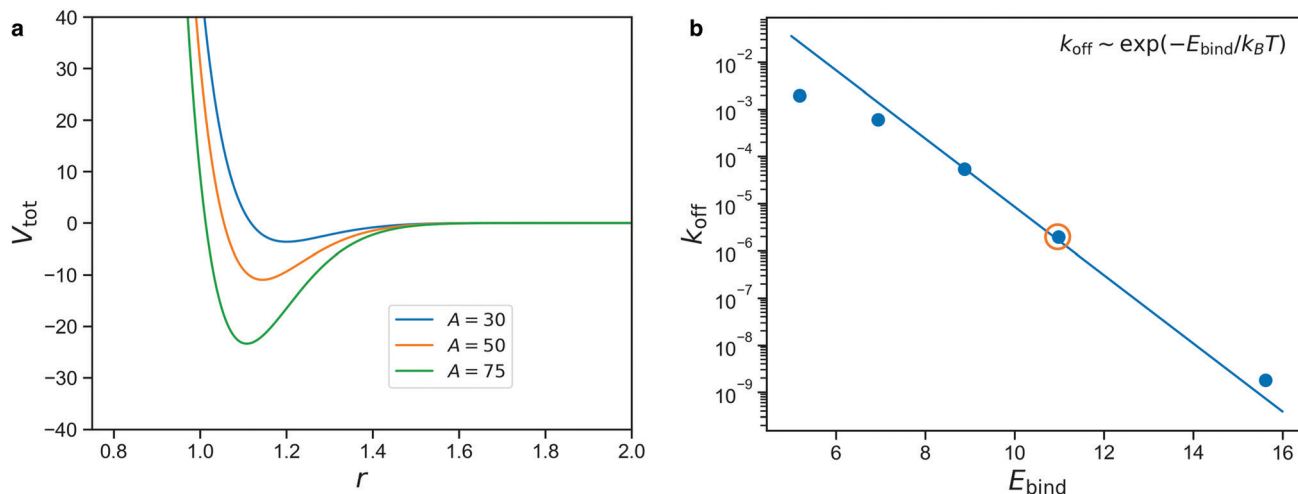 a
40
30
20
10
0
−10
−20
−30
−40
V_tot
0.8 1.0 1.2 1.4 1.6 1.8 2.0
r
A = 30
A = 50
A = 75
b
k_off ~ exp(−E_bind/k_BT)
10⁻²
10⁻³
10⁻⁴
10⁻⁵
10⁻⁶
10⁻⁷
10⁻⁸
10⁻⁹
k_off
6 8 10 12 14 16
E_bind